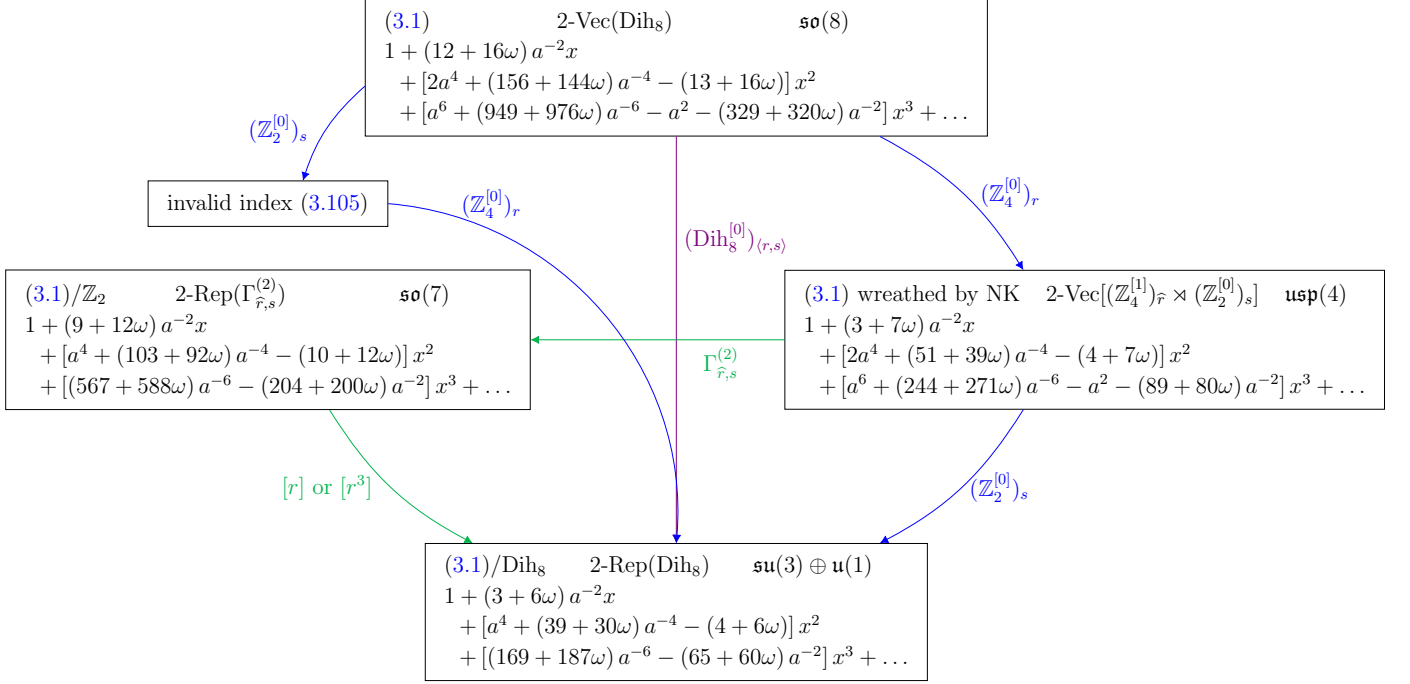 (3.1) 2-Vec(Dih₈) 𝔰𝔬(8)
1 + (12 + 16ω) a⁻²x
+ [2a⁴ + (156 + 144ω) a⁻⁴ − (13 + 16ω)] x²
+ [a⁶ + (949 + 976ω) a⁻⁶ − a² − (329 + 320ω) a⁻²] x³ + …
(ℤ₂^[0])_s
invalid index (3.105)
(ℤ₄^[0])_r
(ℤ₄^[0])_r
(Dih₈^[0])_⟨r,s⟩
(3.1)/ℤ₂ 2-Rep(Γ^(2)_{r̂,s}) 𝔰𝔬(7)
1 + (9 + 12ω) a⁻²x
+ [a⁴ + (103 + 92ω) a⁻⁴ − (10 + 12ω)] x²
+ [(567 + 588ω) a⁻⁶ − (204 + 200ω) a⁻²] x³ + …
(3.1) wreathed by NK 2-Vec[(ℤ₄^[1])_r̂ ⋊ (ℤ₂^[0])_s] 𝔲𝔰𝔭(4)
1 + (3 + 7ω) a⁻²x
+ [2a⁴ + (51 + 39ω) a⁻⁴ − (4 + 7ω)] x²
+ [a⁶ + (244 + 271ω) a⁻⁶ − a² − (89 + 80ω) a⁻²] x³ + …
Γ^(2)_{r̂,s}
[r] or [r³]
(ℤ₂^[0])_s
(3.1)/Dih₈ 2-Rep(Dih₈) 𝔰𝔲(3) ⊕ 𝔲(1)
1 + (3 + 6ω) a⁻²x
+ [a⁴ + (39 + 30ω) a⁻⁴ − (4 + 6ω)] x²
+ [(169 + 187ω) a⁻⁶ − (65 + 60ω) a⁻²] x³ + …